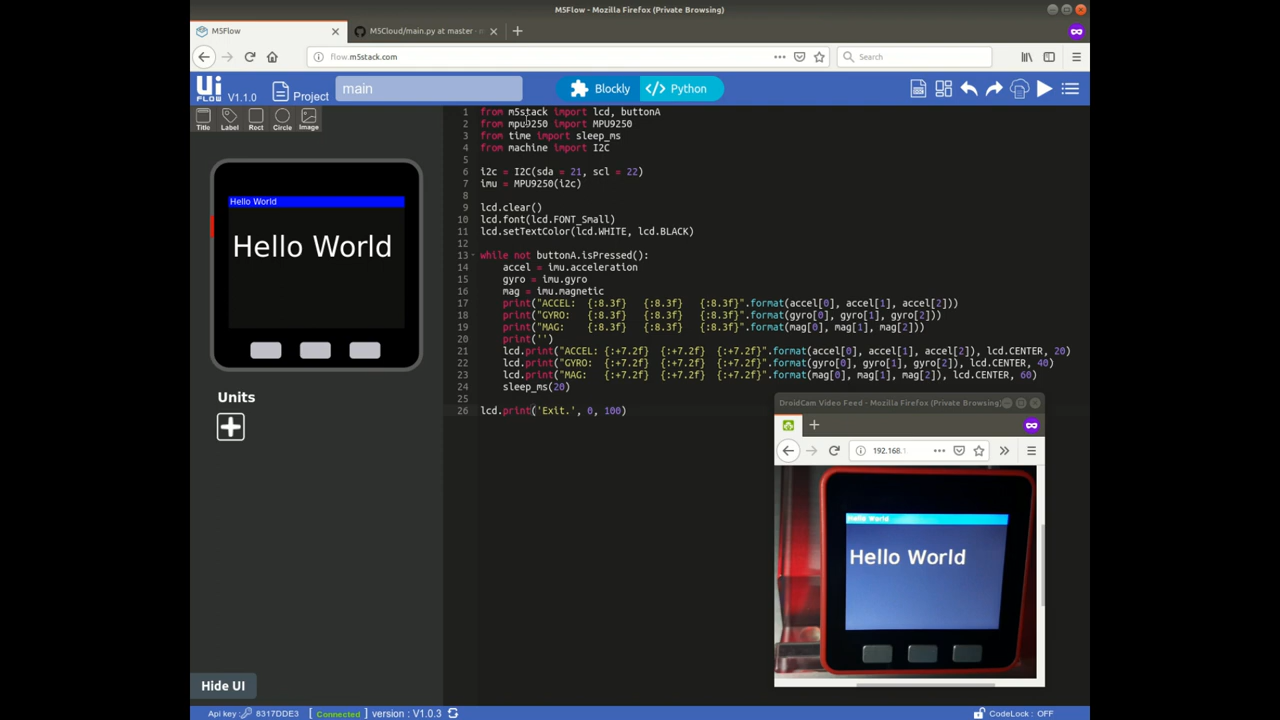 M5Flow - Mozilla Firefox (Private Browsing)
M5Flow
M5Cloud/main.py at master ·
flow.m5stack.com
Search
Ui
FLOW
V1.1.0
Project
main
Blockly
</> Python
Title
Label
Rect
Circle
Image
Hello World
Hello World
Units
Hide UI
1 from m5stack import lcd, buttonA
2 from mpu9250 import MPU9250
3 from time import sleep_ms
4 from machine import I2C
5
6 i2c = I2C(sda = 21, scl = 22)
7 imu = MPU9250(i2c)
8
9 lcd.clear()
10 lcd.font(lcd.FONT_Small)
11 lcd.setTextColor(lcd.WHITE, lcd.BLACK)
12
13 while not buttonA.isPressed():
14 accel = imu.acceleration
15 gyro = imu.gyro
16 mag = imu.magnetic
17 print("ACCEL: {:8.3f} {:8.3f} {:8.3f}".format(accel[0], accel[1], accel[2]))
18 print("GYRO: {:8.3f} {:8.3f} {:8.3f}".format(gyro[0], gyro[1], gyro[2]))
19 print("MAG: {:8.3f} {:8.3f} {:8.3f}".format(mag[0], mag[1], mag[2]))
20 print('')
21 lcd.print("ACCEL: {:+7.2f} {:+7.2f} {:+7.2f}".format(accel[0], accel[1], accel[2]), lcd.CENTER, 20)
22 lcd.print("GYRO: {:+7.2f} {:+7.2f} {:+7.2f}".format(gyro[0], gyro[1], gyro[2]), lcd.CENTER, 40)
23 lcd.print("MAG: {:+7.2f} {:+7.2f} {:+7.2f}".format(mag[0], mag[1], mag[2]), lcd.CENTER, 60)
24 sleep_ms(20)
25
26 lcd.print('Exit.', 0, 100)
DroidCam Video Feed - Mozilla Firefox (Private Browsing)
192.168.
Hello World
Hello World
Api key: 8317DDE3 [ Connected ] version : V1.0.3
CodeLock : OFF